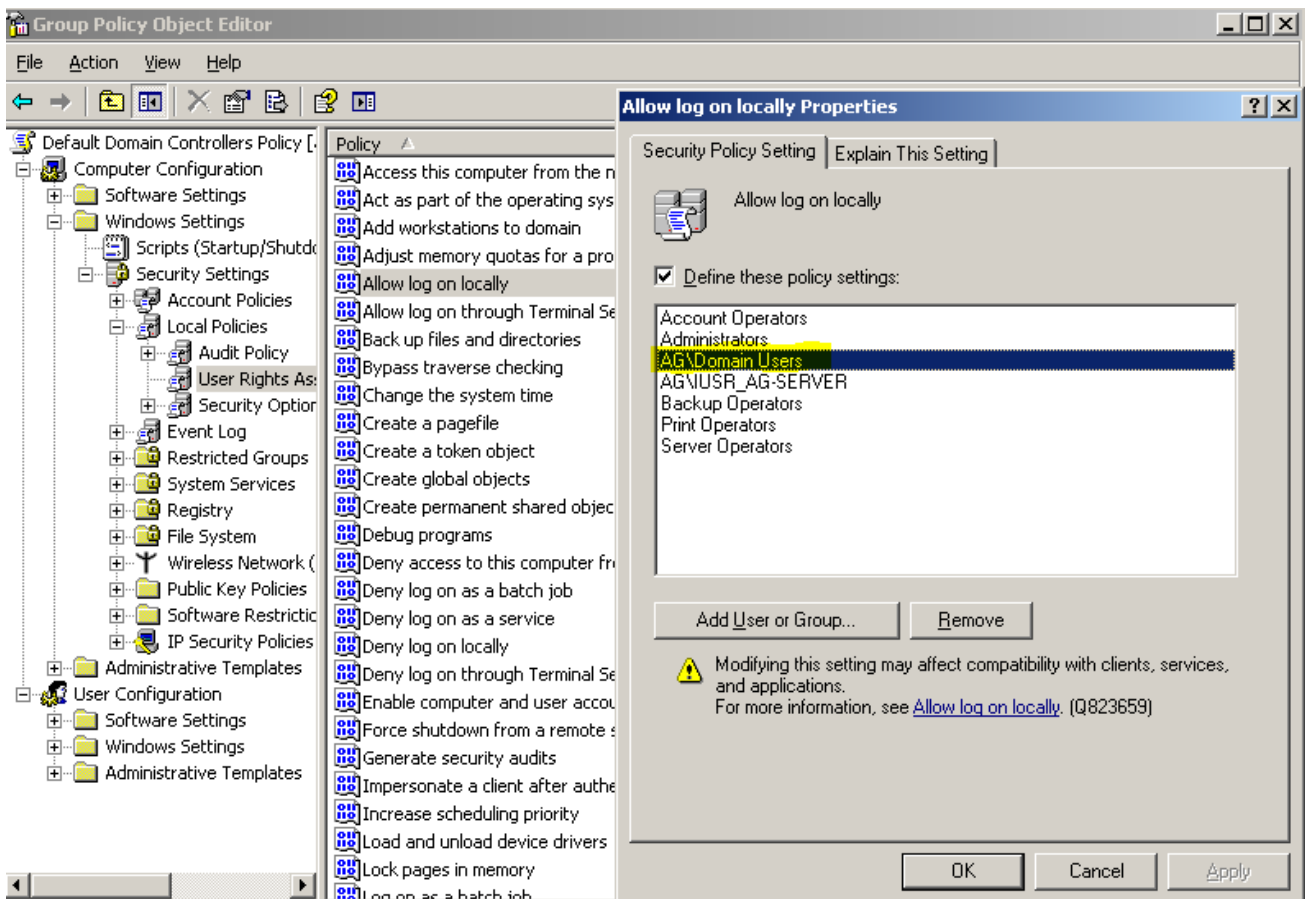 Group Policy Object Editor
File Action View Help
Default Domain Controllers Policy [
Computer Configuration
Software Settings
Windows Settings
Scripts (Startup/Shutdo
Security Settings
Account Policies
Local Policies
Audit Policy
User Rights As
Security Option
Event Log
Restricted Groups
System Services
Registry
File System
Wireless Network (
Public Key Policies
Software Restrictic
IP Security Policies
Administrative Templates
User Configuration
Software Settings
Windows Settings
Administrative Templates
Policy
Access this computer from the n
Act as part of the operating sys
Add workstations to domain
Adjust memory quotas for a pro
Allow log on locally
Allow log on through Terminal Se
Back up files and directories
Bypass traverse checking
Change the system time
Create a pagefile
Create a token object
Create global objects
Create permanent shared objec
Debug programs
Deny access to this computer fr
Deny log on as a batch job
Deny log on as a service
Deny log on locally
Deny log on through Terminal Se
Enable computer and user accou
Force shutdown from a remote s
Generate security audits
Impersonate a client after authe
Increase scheduling priority
Load and unload device drivers
Lock pages in memory
Log on as a batch job
Allow log on locally Properties
Security Policy Setting Explain This Setting
Allow log on locally
Define these policy settings:
Account Operators
Administrators
AG\Domain Users
AG\IUSR_AG-SERVER
Backup Operators
Print Operators
Server Operators
Add User or Group... Remove
Modifying this setting may affect compatibility with clients, services,
and applications.
For more information, see Allow log on locally. (Q823659)
OK Cancel Apply